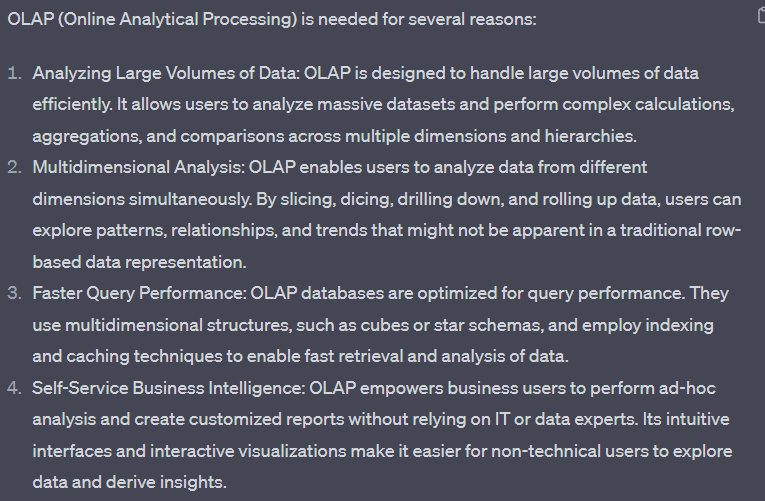 OLAP (Online Analytical Processing) is needed for several reasons:
1. Analyzing Large Volumes of Data: OLAP is designed to handle large volumes of data
efficiently. It allows users to analyze massive datasets and perform complex calculations,
aggregations, and comparisons across multiple dimensions and hierarchies.
2. Multidimensional Analysis: OLAP enables users to analyze data from different
dimensions simultaneously. By slicing, dicing, drilling down, and rolling up data, users can
explore patterns, relationships, and trends that might not be apparent in a traditional row-
based data representation.
3. Faster Query Performance: OLAP databases are optimized for query performance. They
use multidimensional structures, such as cubes or star schemas, and employ indexing
and caching techniques to enable fast retrieval and analysis of data.
4. Self-Service Business Intelligence: OLAP empowers business users to perform ad-hoc
analysis and create customized reports without relying on IT or data experts. Its intuitive
interfaces and interactive visualizations make it easier for non-technical users to explore
data and derive insights.